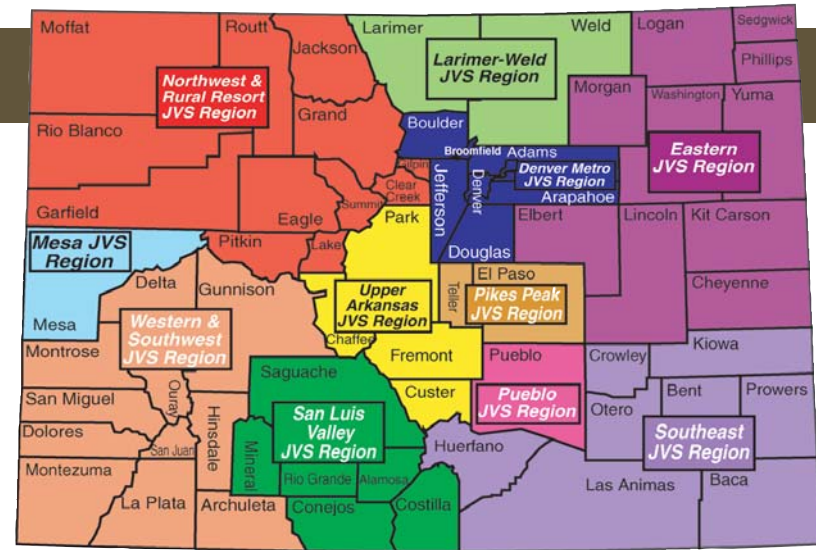 Moffat
Routt
Jackson
Larimer
Weld
Logan
Sedgwick
Phillips
Northwest &
Rural Resort
JVS Region
Larimer-Weld
JVS Region
Morgan
Washington
Yuma
Rio Blanco
Grand
Boulder
Broomfield
Adams
Eastern
JVS Region
Gilpin
Clear
Creek
Jefferson
Denver
Denver Metro
JVS Region
Arapahoe
Garfield
Eagle
Summit
Park
Douglas
Elbert
Lincoln
Kit Carson
Mesa JVS
Region
Pitkin
Lake
Delta
Gunnison
Upper
Arkansas
JVS Region
Teller
El Paso
Pikes Peak
JVS Region
Cheyenne
Mesa
Western &
Southwest
JVS Region
Chaffee
Montrose
Fremont
Pueblo
Crowley
Kiowa
Saguache
San Miguel
Ouray
Custer
Pueblo
JVS Region
Bent
Prowers
Otero
Hinsdale
San Luis
Valley
JVS Region
Dolores
San Juan
Mineral
Huerfano
Southeast
JVS Region
Montezuma
Rio Grande
Alamosa
Las Animas
Baca
La Plata
Archuleta
Conejos
Costilla